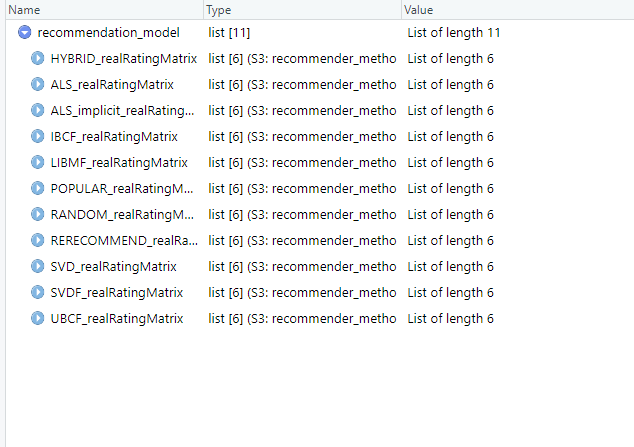 Name Type Value
recommendation_model list [11] List of length 11
HYBRID_realRatingMatrix list [6] (S3: recommender_metho List of length 6
ALS_realRatingMatrix list [6] (S3: recommender_metho List of length 6
ALS_implicit_realRating... list [6] (S3: recommender_metho List of length 6
IBCF_realRatingMatrix list [6] (S3: recommender_metho List of length 6
LIBMF_realRatingMatrix list [6] (S3: recommender_metho List of length 6
POPULAR_realRatingM... list [6] (S3: recommender_metho List of length 6
RANDOM_realRatingM... list [6] (S3: recommender_metho List of length 6
RERECOMMEND_realRa... list [6] (S3: recommender_metho List of length 6
SVD_realRatingMatrix list [6] (S3: recommender_metho List of length 6
SVDF_realRatingMatrix list [6] (S3: recommender_metho List of length 6
UBCF_realRatingMatrix list [6] (S3: recommender_metho List of length 6